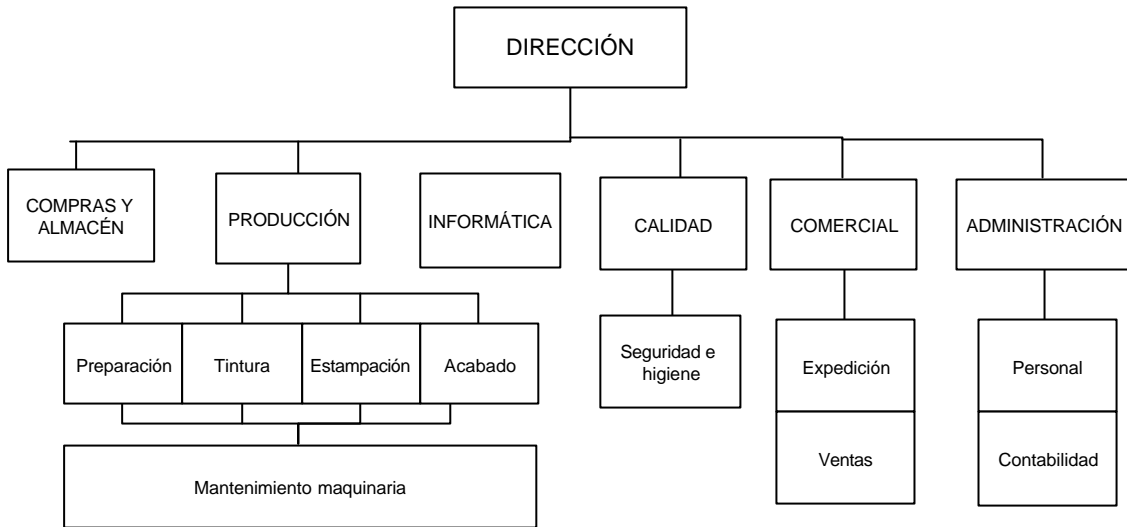 DIRECCIÓN
COMPRAS Y
ALMACÉN
PRODUCCIÓN
INFORMÁTICA
CALIDAD
COMERCIAL
ADMINISTRACIÓN
Preparación
Tintura
Estampación
Acabado
Seguridad e
higiene
Expedición
Personal
Ventas
Contabilidad
Mantenimiento maquinaria